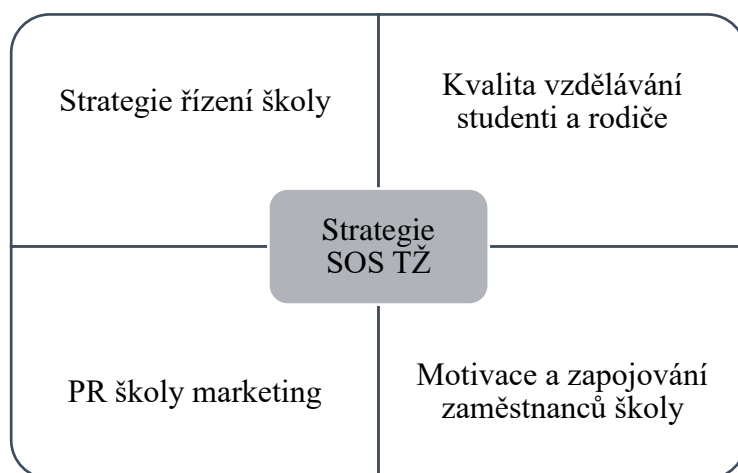 Strategie řízení školy
Kvalita vzdělávání
studenti a rodiče
Strategie
SOS TŽ
PR školy marketing
Motivace a zapojování
zaměstnanců školy